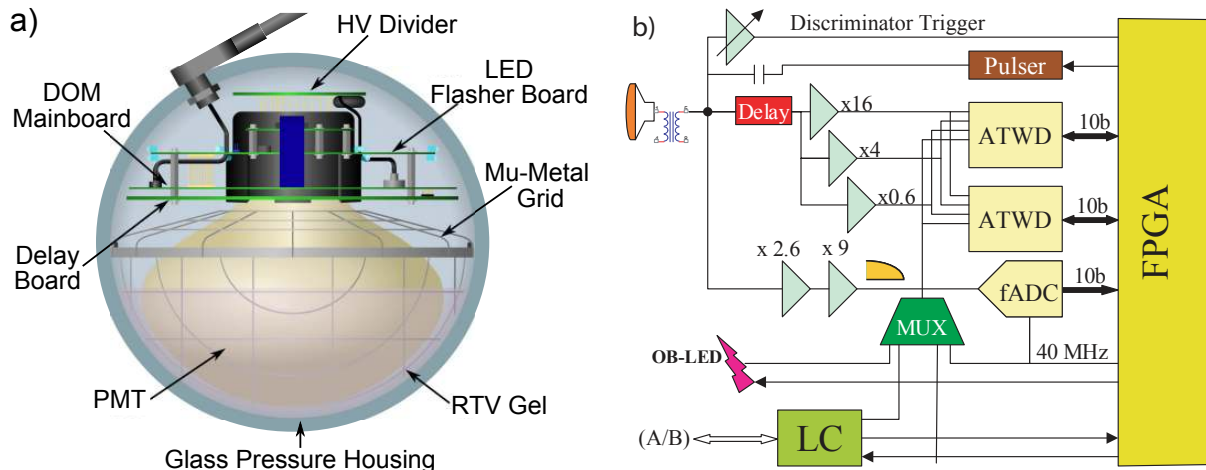 a)
HV Divider
LED
Flasher Board
DOM
Mainboard
Mu-Metal
Grid
Delay
Board
PMT
RTV Gel
Glass Pressure Housing
b)
Discriminator Trigger
Pulser
Delay
x16
ATWD
10b
x4
x0.6
ATWD
10b
FPGA
x 2.6
x 9
fADC
10b
MUX
40 MHz
OB-LED
(A/B)
LC